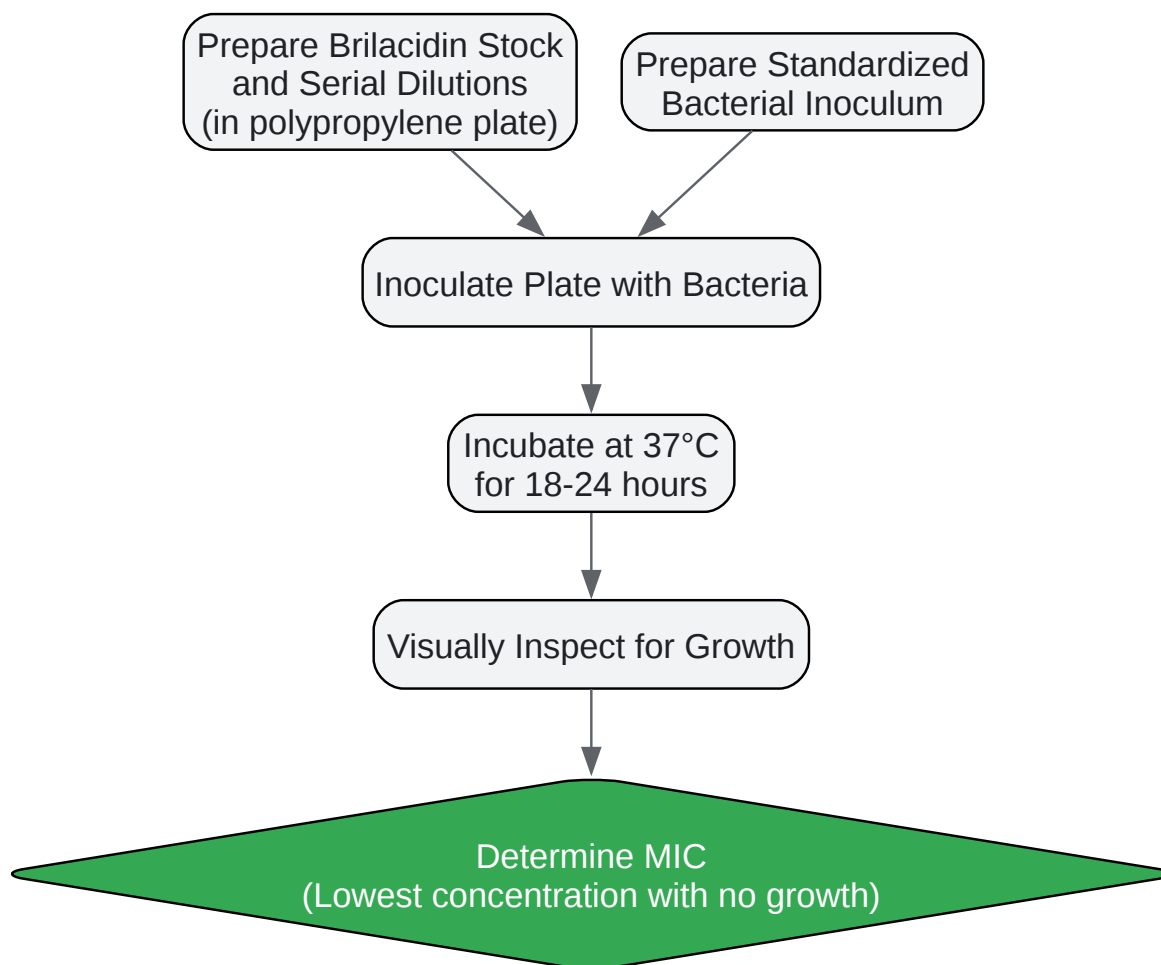 Prepare Brilacidin Stock
and Serial Dilutions
(in polypropylene plate)
Prepare Standardized
Bacterial Inoculum
Inoculate Plate with Bacteria
Incubate at 37°C
for 18-24 hours
Visually Inspect for Growth
Determine MIC
(Lowest concentration with no growth)